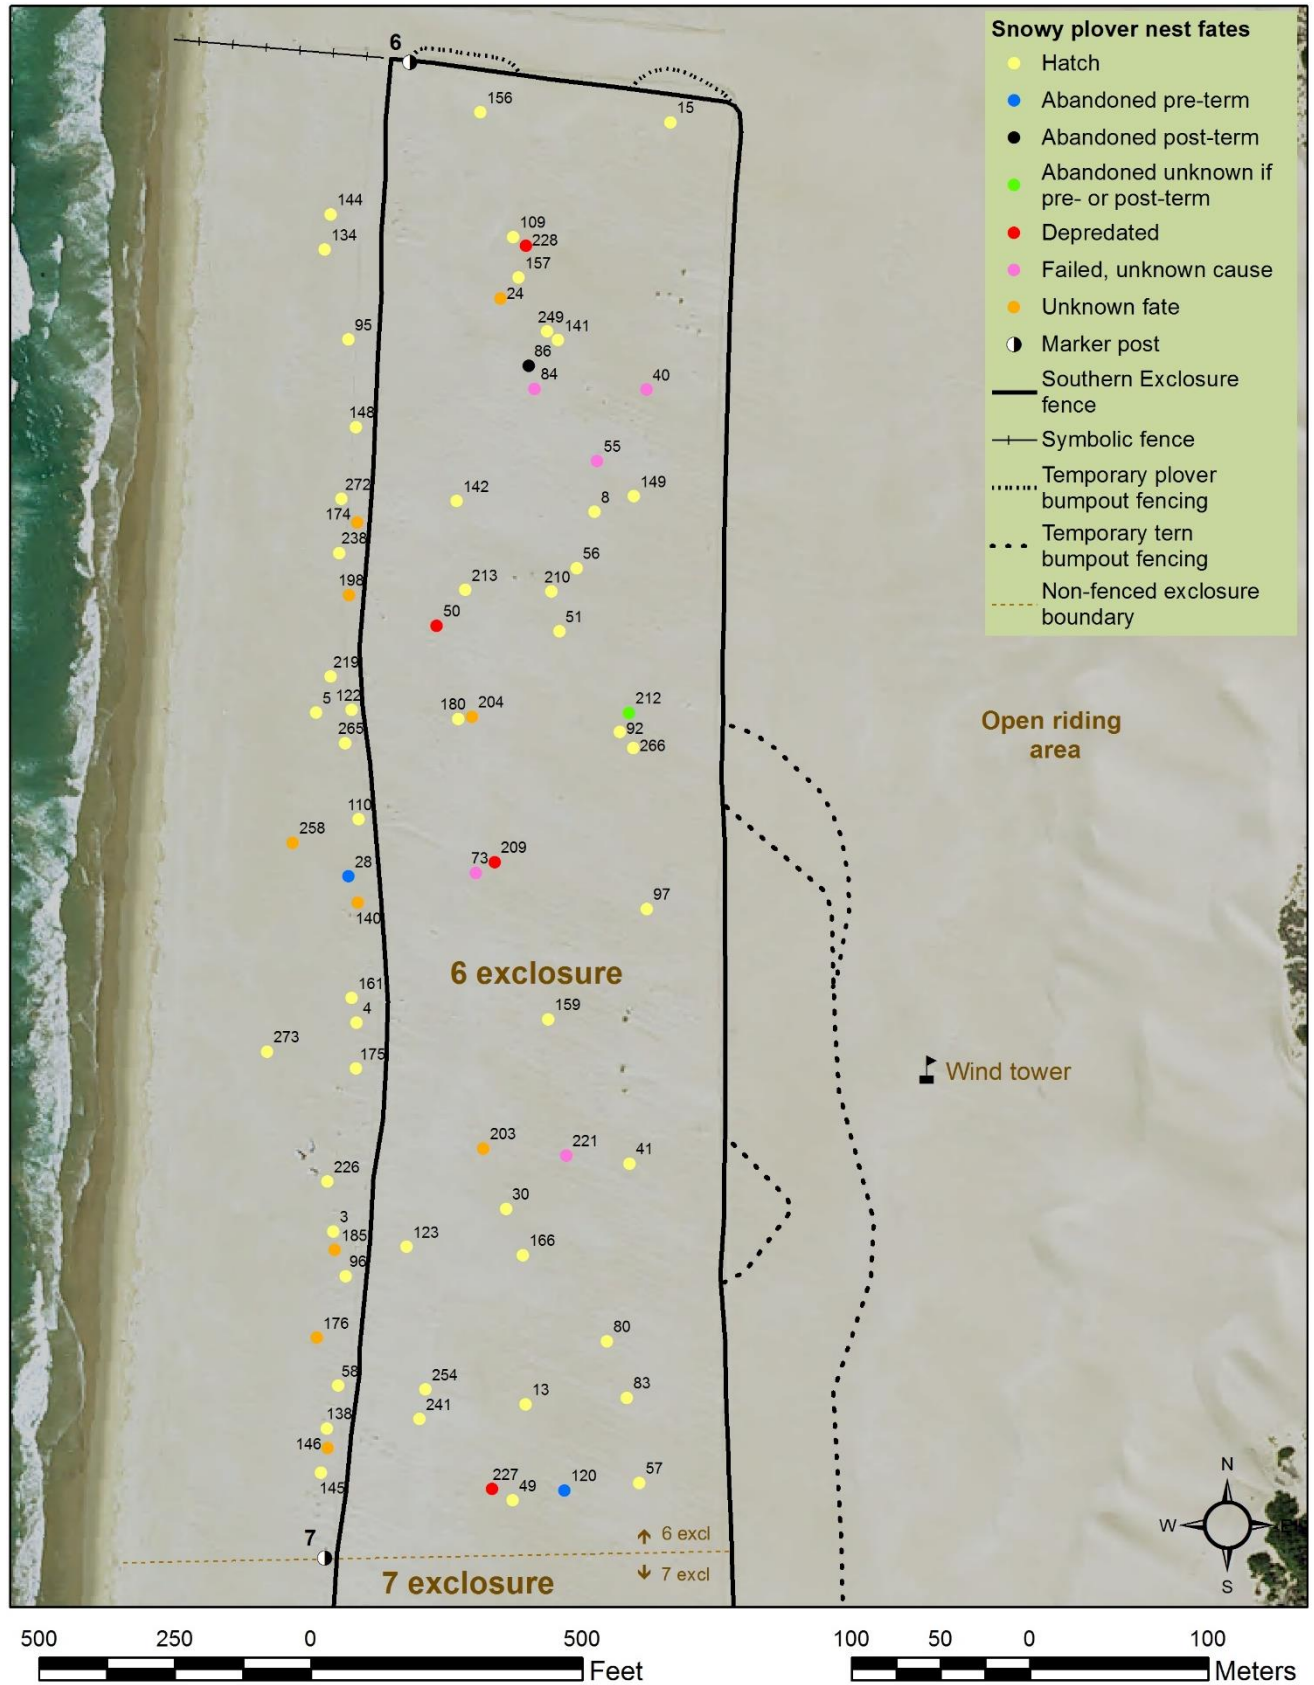 Snowy plover nest fates
Hatch
Abandoned pre-term
Abandoned post-term
Abandoned unknown if
pre- or post-term
Depredated
Failed, unknown cause
Unknown fate
Marker post
Southern Exclosure
fence
Symbolic fence
Temporary plover
bumpout fencing
Temporary tern
bumpout fencing
Non-fenced exclosure
boundary
6
156
15
144
134
109
228
157
24
95
249
141
86
84
40
148
55
272
142
149
8
174
238
56
198
213
210
50
51
219
5
122
180
204
212
92
265
266
110
258
28
73
209
140
97
6 exclosure
161
4
159
273
175
203
221
41
226
30
3
185
123
166
96
176
80
58
254
13
83
138
241
146
145
227
49
120
57
7
6 excl
7 excl
7 exclosure
Open riding
area
Wind tower
N
W
E
S
500
250
0
500
Feet
100
50
0
100
Meters